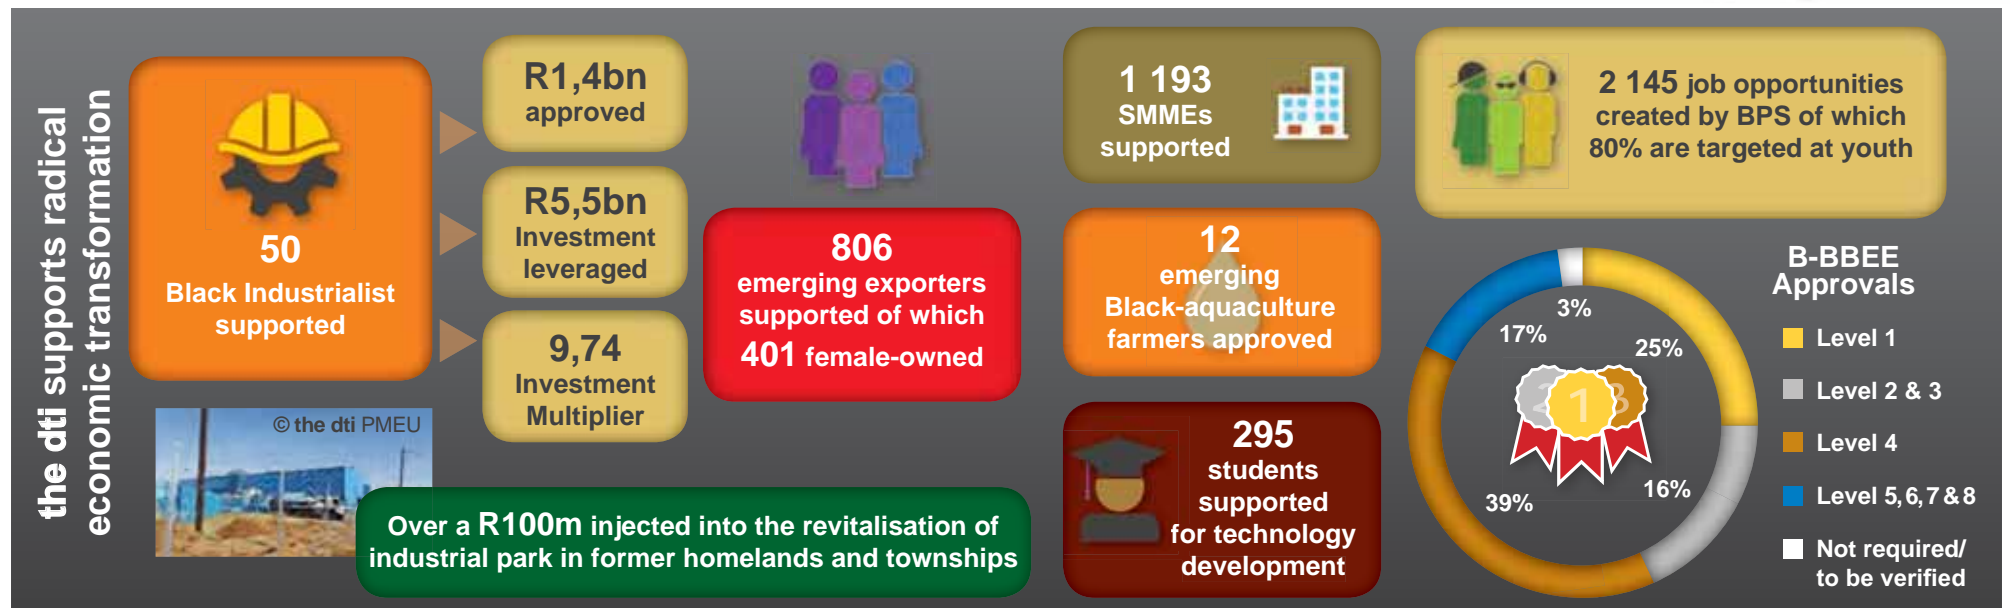 the dti supports radical
economic transformation
50
Black Industrialist
supported
R1,4bn
approved
R5,5bn
Investment
leveraged
9,74
Investment
Multiplier
© the dti PMEU
Over a R100m injected into the revitalisation of
industrial park in former homelands and townships
806
emerging exporters
supported of which
401 female-owned
1 193
SMMEs
supported
12
emerging
Black-aquaculture
farmers approved
295
students
supported
for technology
development
2 145 job opportunities
created by BPS of which
80% are targeted at youth
3%
17%
25%
2 1 3
39%
16%
B-BBEE
Approvals
Level 1
Level 2 & 3
Level 4
Level 5, 6, 7 & 8
Not required/
to be verified